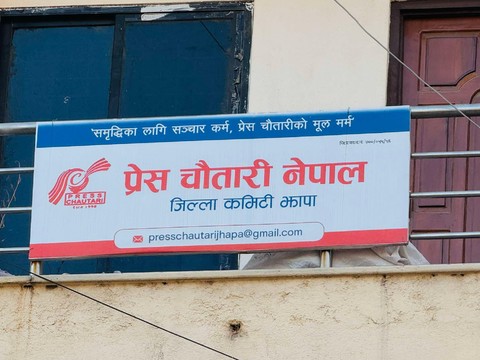 'समृद्धिका लागि सञ्चार कर्म, प्रेस चौतारीको मूल मर्म'
प्रेस चौतारी नेपाल
जिल्ला कमिटी झापा
PRESS
CHAUTARI
presschautarijhapa@gmail.com